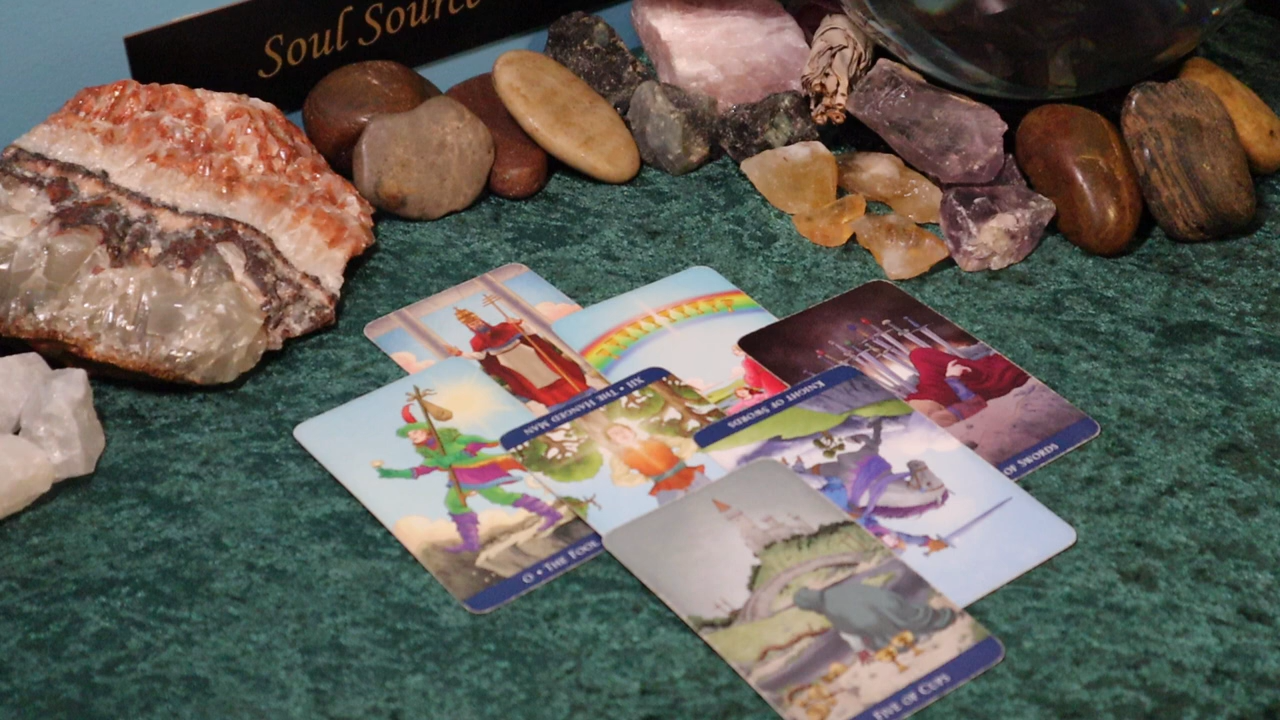 Soul Source
XII • THE HANGED MAN
KNIGHT OF SWORDS
OF SWORDS
0 • THE FOOL
FIVE OF CUPS